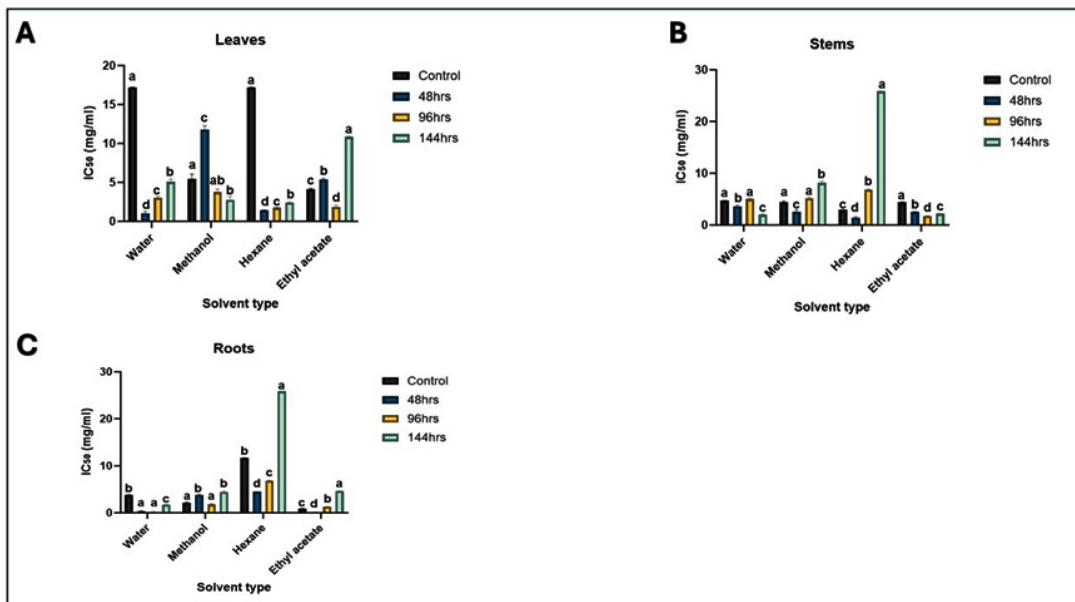 A
Leaves
IC50 (mg/ml)
20
15
10
5
0
a
d
c
b
a
c
ab
b
a
d
c
b
c
b
d
a
Water
Methanol
Hexane
Ethyl acetate
Solvent type
Control
48hrs
96hrs
144hrs
B
Stems
IC50 (mg/ml)
30
20
10
0
a
b
a
c
a
c
a
b
c
d
b
a
a
b
c
c
Water
Methanol
Hexane
Ethyl acetate
Solvent type
Control
48hrs
96hrs
144hrs
C
Roots
IC50 (mg/ml)
30
20
10
0
b
a
a
c
a
b
a
b
b
d
c
a
c
d
b
a
Water
Methanol
Hexane
Ethyl acetate
Solvent type
Control
48hrs
96hrs
144hrs